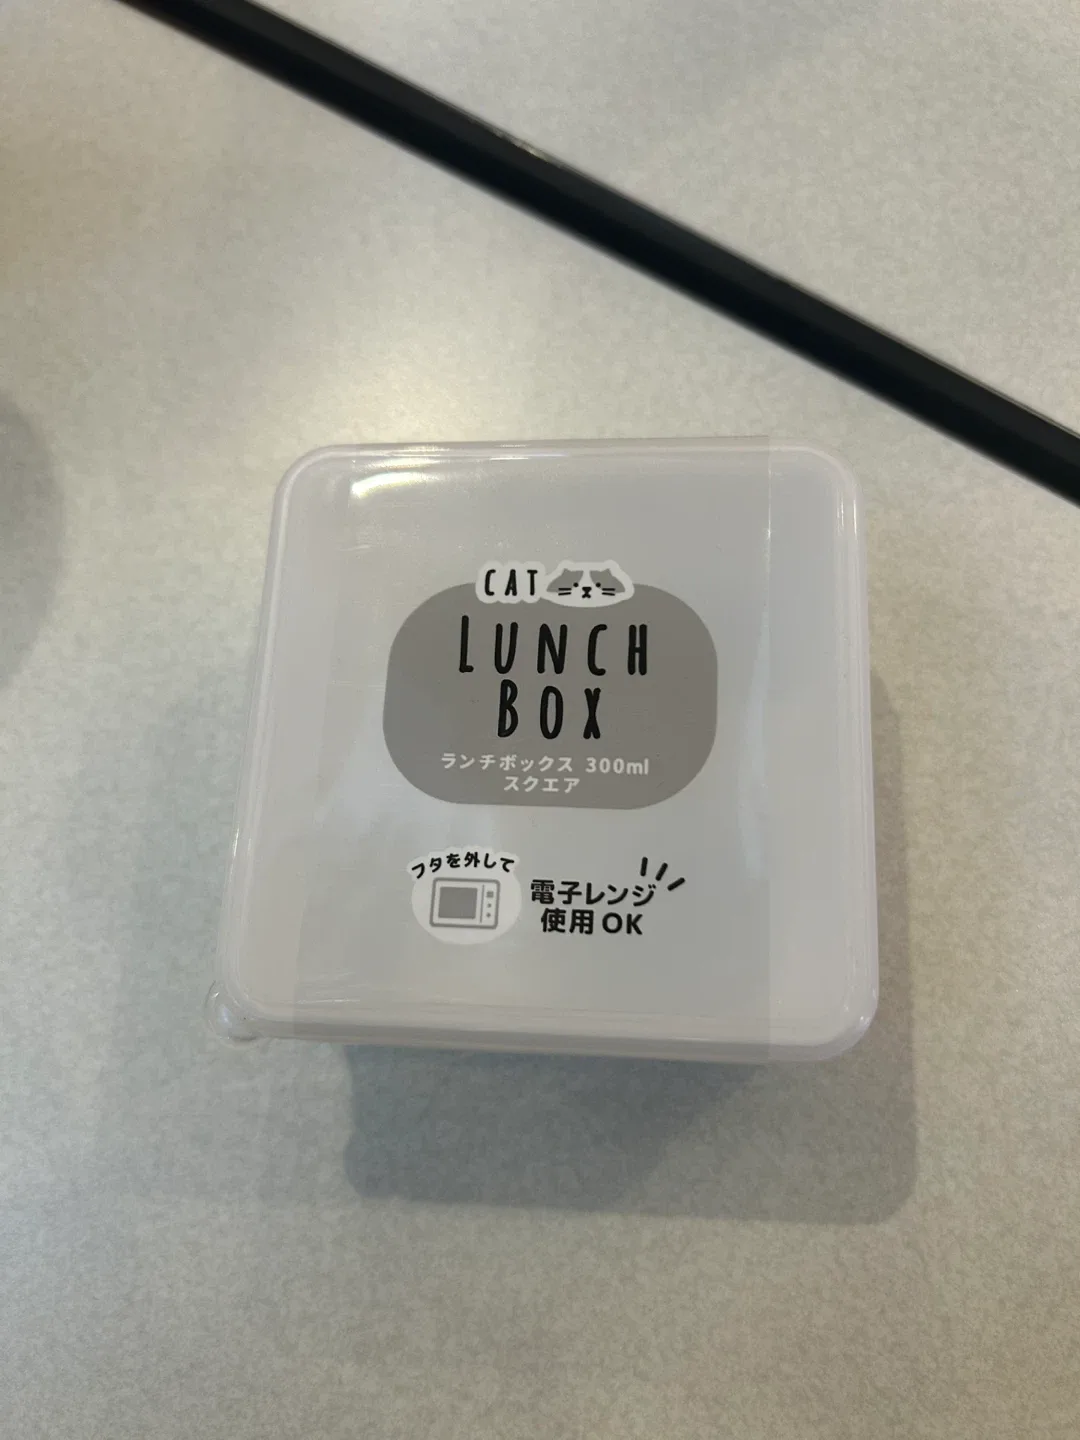 CAT
LUNCH
BOX
ランチボックス 300ml
スクエア
フタを外して
電子レンジ
使用OK